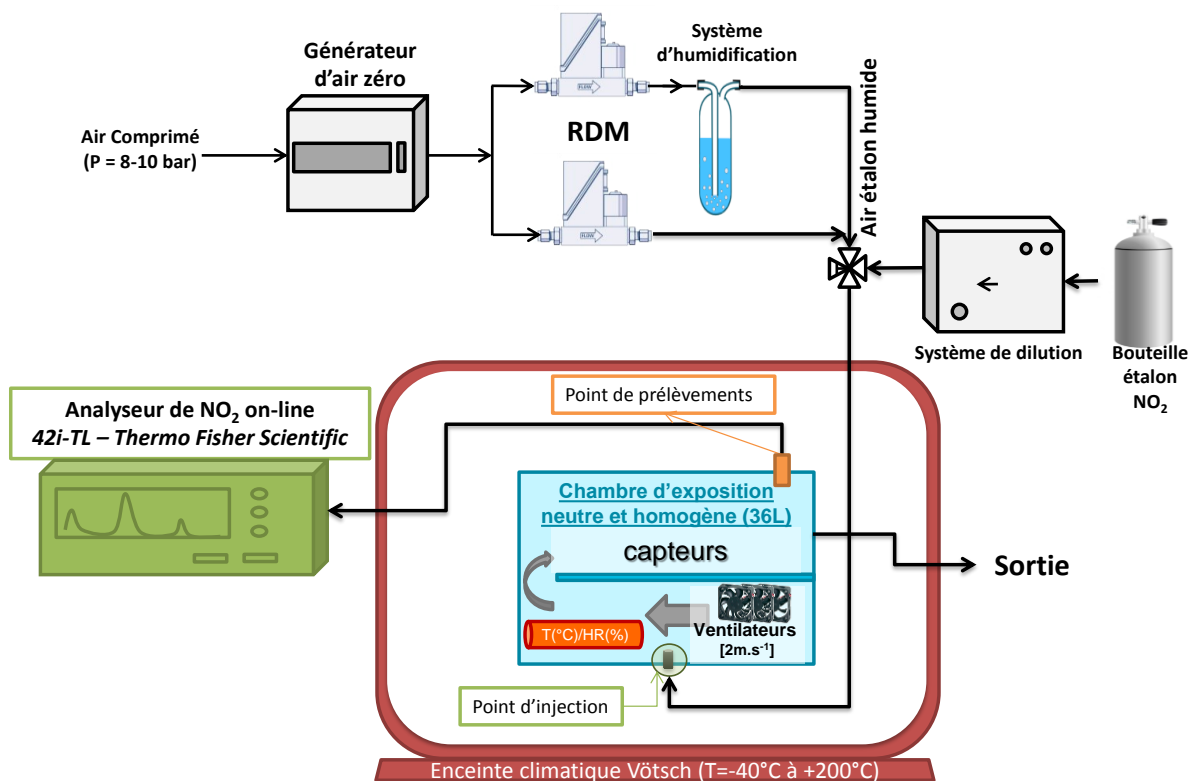 Générateur
d'air zéro
Air Comprimé
(P = 8-10 bar)
FLOW
RDM
FLOW
Système
d'humidification
Air étalon humide
Système de dilution
Bouteille
étalon
NO₂
Analyseur de NO₂ on-line
42i-TL – Thermo Fisher Scientific
Point de prélèvements
Chambre d'exposition
neutre et homogène (36L)
capteurs
Ventilateurs
[2m.s⁻¹]
T(°C)/HR(%)
Sortie
Point d'injection
Enceinte climatique Vötsch (T=-40°C à +200°C)